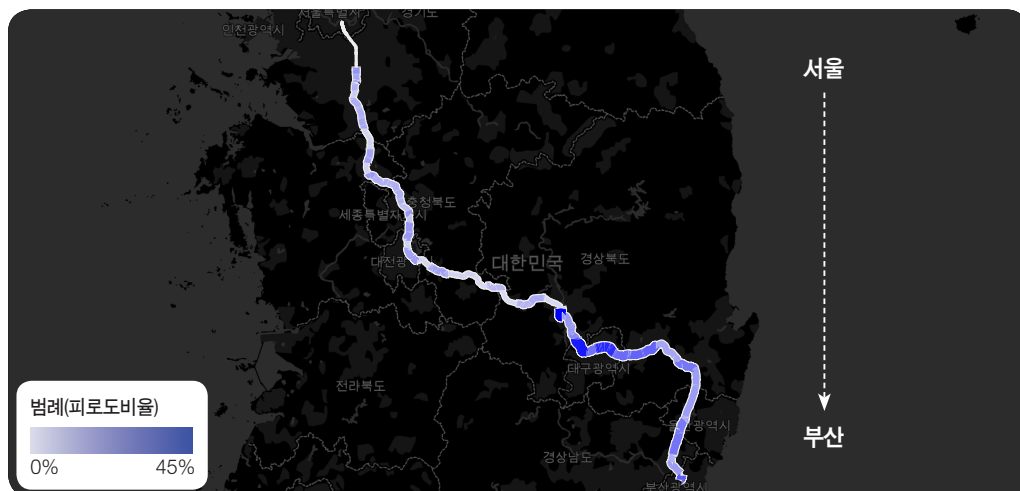 서울특별시
경기도
인천광역시
서울
충청북도
세종특별자치시
대한민국
경상북도
대전광역시
대구광역시
전라북도
울산광역시
부산
경상남도
부산광역시
범례(피로도비율)
0%
45%